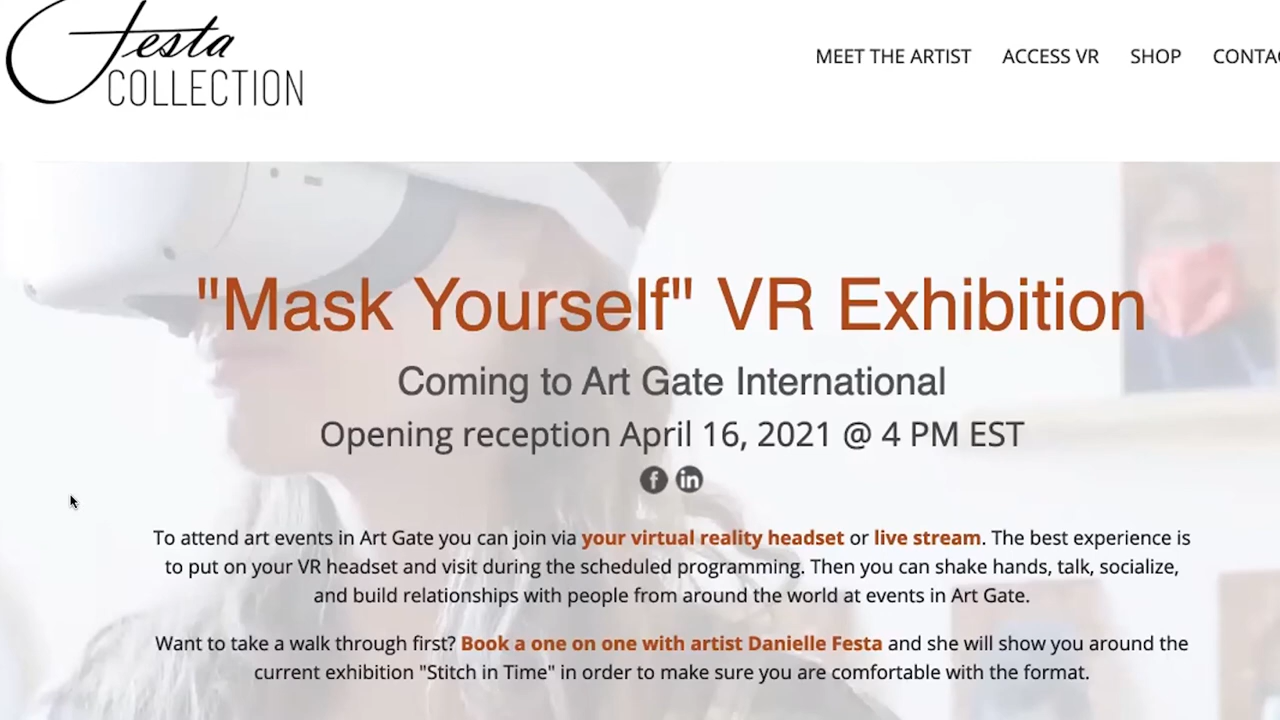 Festa
COLLECTION
MEET THE ARTIST ACCESS VR SHOP
"Mask Yourself" VR Exhibition
Coming to Art Gate International
Opening reception April 16, 2021 @ 4 PM EST
f in
To attend art events in Art Gate you can join via your virtual reality headset or live stream. The best experience is
to put on your VR headset and visit during the scheduled programming. Then you can shake hands, talk, socialize,
and build relationships with people from around the world at events in Art Gate.
Want to take a walk through first? Book a one on one with artist Danielle Festa and she will show you around the
current exhibition "Stitch in Time" in order to make sure you are comfortable with the format.